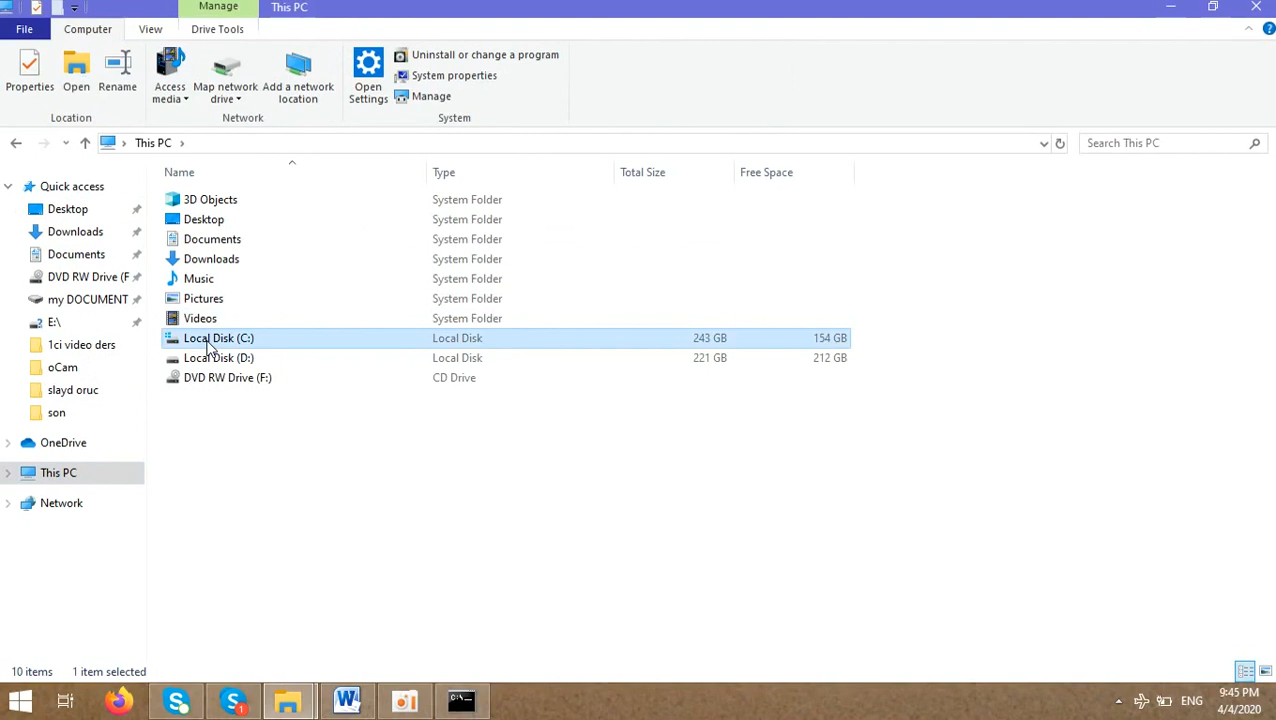 Manage
This PC
File
Computer
View
Drive Tools
Properties
Open
Rename
Access media
Map network drive
Add a network location
Open Settings
Uninstall or change a program
System properties
Manage
Location
Network
System
This PC
Search This PC
Name
Type
Total Size
Free Space
Quick access
Desktop
Downloads
Documents
DVD RW Drive (F
my DOCUMENT
E:\
1ci video ders
oCam
slayd oruc
son
OneDrive
This PC
Network
3D Objects System Folder
Desktop System Folder
Documents System Folder
Downloads System Folder
Music System Folder
Pictures System Folder
Videos System Folder
Local Disk (C:) Local Disk 243 GB 154 GB
Local Disk (D:) Local Disk 221 GB 212 GB
DVD RW Drive (F:) CD Drive
10 items 1 item selected
1
ENG
9:45 PM
4/4/2020